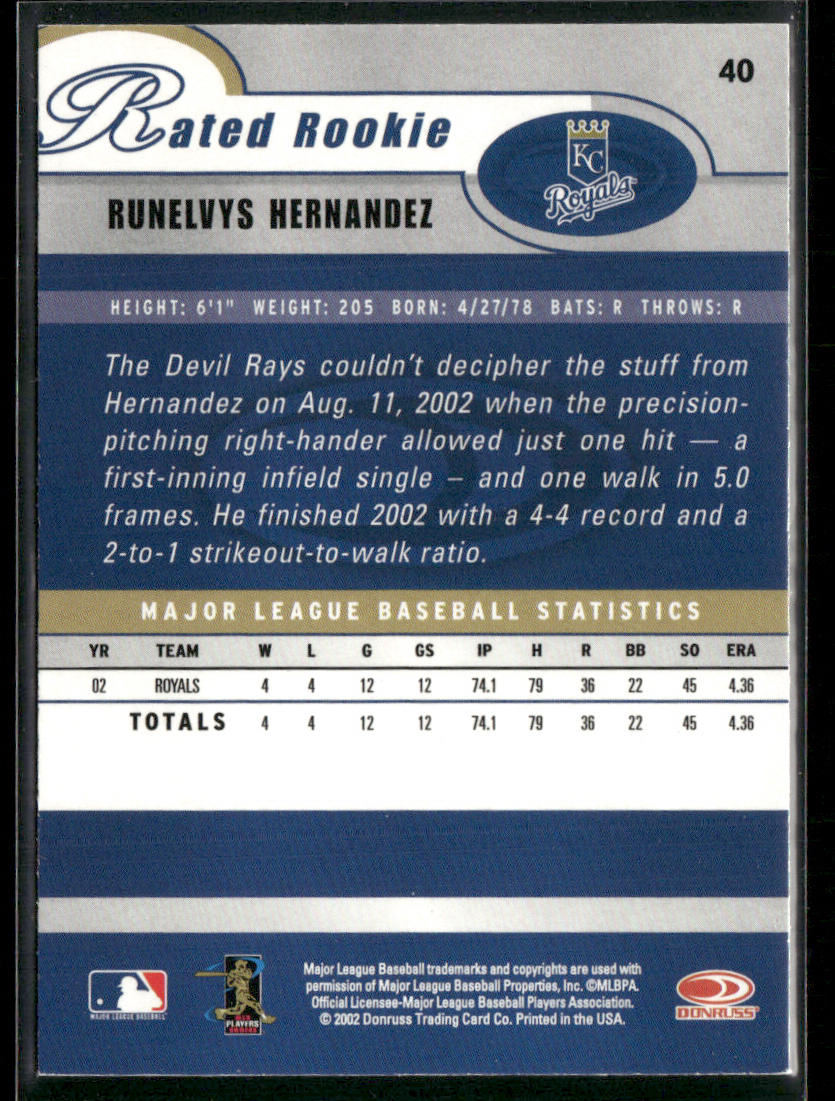 40
Rated Rookie
KC
Royals
RUNELVYS HERNANDEZ
HEIGHT: 6'1" WEIGHT: 205 BORN: 4/27/78 BATS: R THROWS: R
The Devil Rays couldn't decipher the stuff from
Hernandez on Aug. 11, 2002 when the precision-
pitching right-hander allowed just one hit — a
first-inning infield single – and one walk in 5.0
frames. He finished 2002 with a 4-4 record and a
2-to-1 strikeout-to-walk ratio.
MAJOR LEAGUE BASEBALL STATISTICS
YR TEAM W L G GS IP H R BB SO ERA
02 ROYALS 4 4 12 12 74.1 79 36 22 45 4.36
TOTALS 4 4 12 12 74.1 79 36 22 45 4.36
Major League Baseball trademarks and copyrights are used with
permission of Major League Baseball Properties, Inc. ©MLBPA.
Official Licensee-Major League Baseball Players Association.
© 2002 Donruss Trading Card Co. Printed in the USA.
MAJOR LEAGUE BASEBALL
PLAYERS
DONRUSS